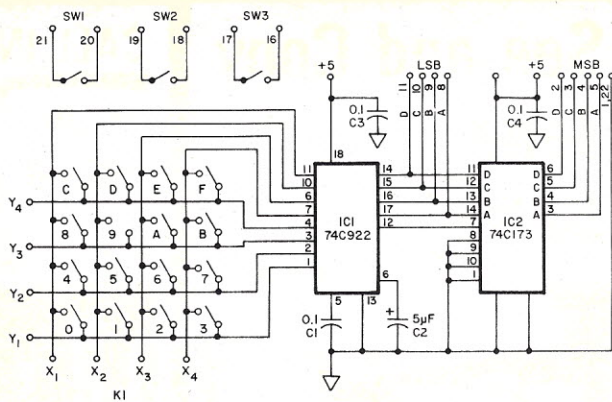 SW1 SW2 SW3
21 20 19 18 17 16
+5 LSB +5 MSB
D 11 C 10 B 9 A 8
D 2 C 3 B 4 A 5 1,22
0.1 C3
0.1 C4
18
C D E F
Y4
8 9 A B
Y3
4 5 6 7
Y2
0 1 2 3
Y1
X1 X2 X3 X4
K1
11 10 6 7 4 3 2 1
IC1
74C922
14 15 16 17 12
5 13 6
0.1 C1
+ 5µF C2
11 12 13 14 7 8 9 10 1
D C B A
IC2
74C173
D C B A
6 5 4 3